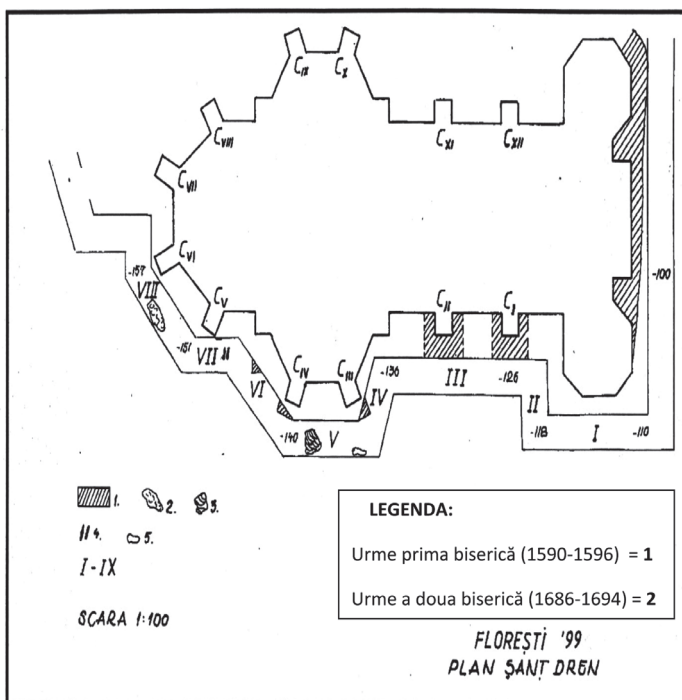 C IX
C X
C VIII
C XI
C XII
C VII
C VI
-157
VIII
C V
-151
VII
VI
C IV
C III
C II
C I
-136
III
-126
-100
IV
II
-140
V
-118
I
-110
1.
2.
3.
4.
5.
I-IX
SCARA 1:100
LEGENDA:
Urme prima biserică (1590-1596) = 1
Urme a doua biserică (1686-1694) = 2
FLOREȘTI '99
PLAN ȘANȚ DREN